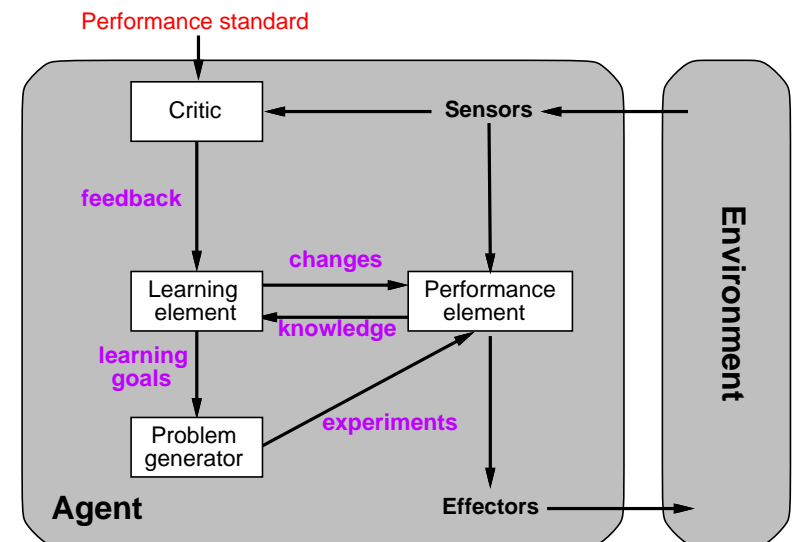 Performance standard
Critic
Sensors
feedback
Environment
changes
Learning
element
Performance
element
knowledge
learning
goals
experiments
Problem
generator
Agent
Effectors